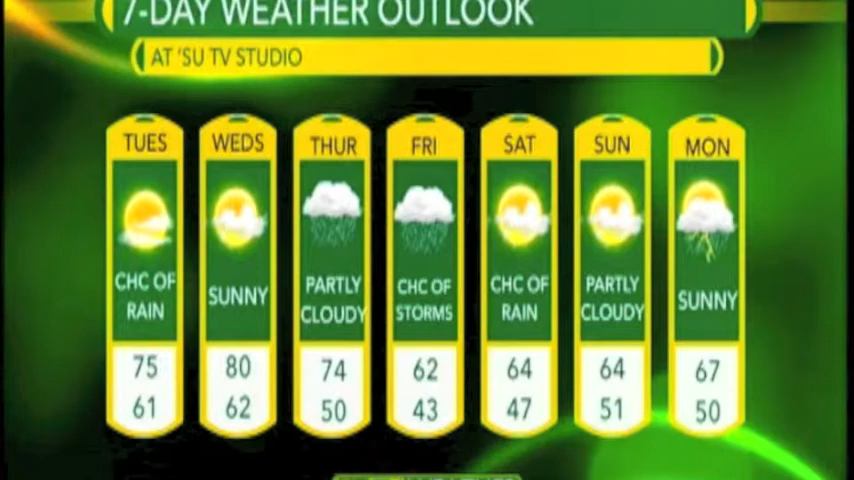 7-DAY WEATHER OUTLOOK
AT 'SU TV STUDIO
TUES
CHC OF
RAIN
75
61
WEDS
SUNNY
80
62
THUR
PARTLY
CLOUDY
74
50
FRI
CHC OF
STORMS
62
43
SAT
CHC OF
RAIN
64
47
SUN
PARTLY
CLOUDY
64
51
MON
SUNNY
67
50